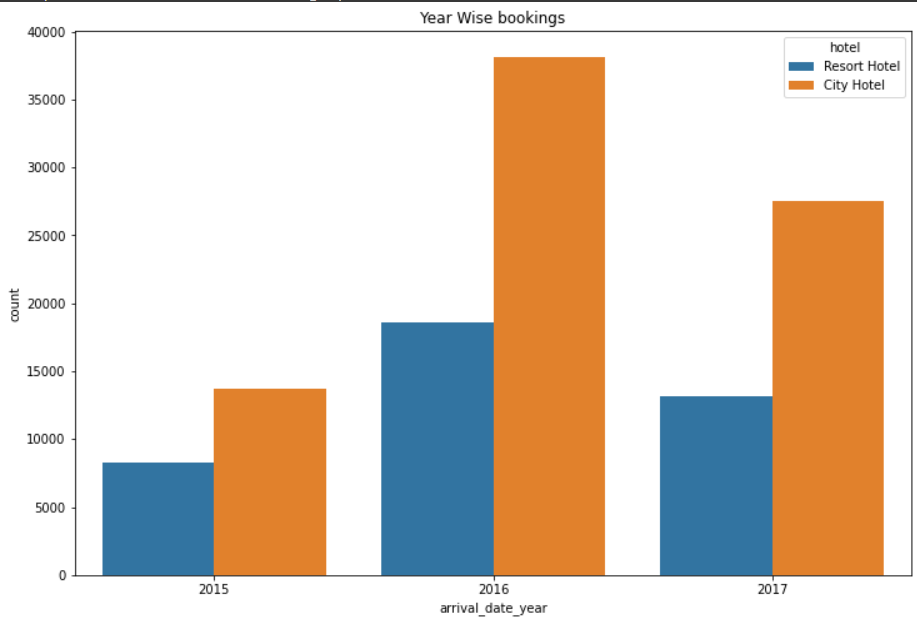 Year Wise bookings
hotel
Resort Hotel
City Hotel
40000
35000
30000
25000
20000
15000
10000
5000
0
count
2015 2016 2017
arrival_date_year